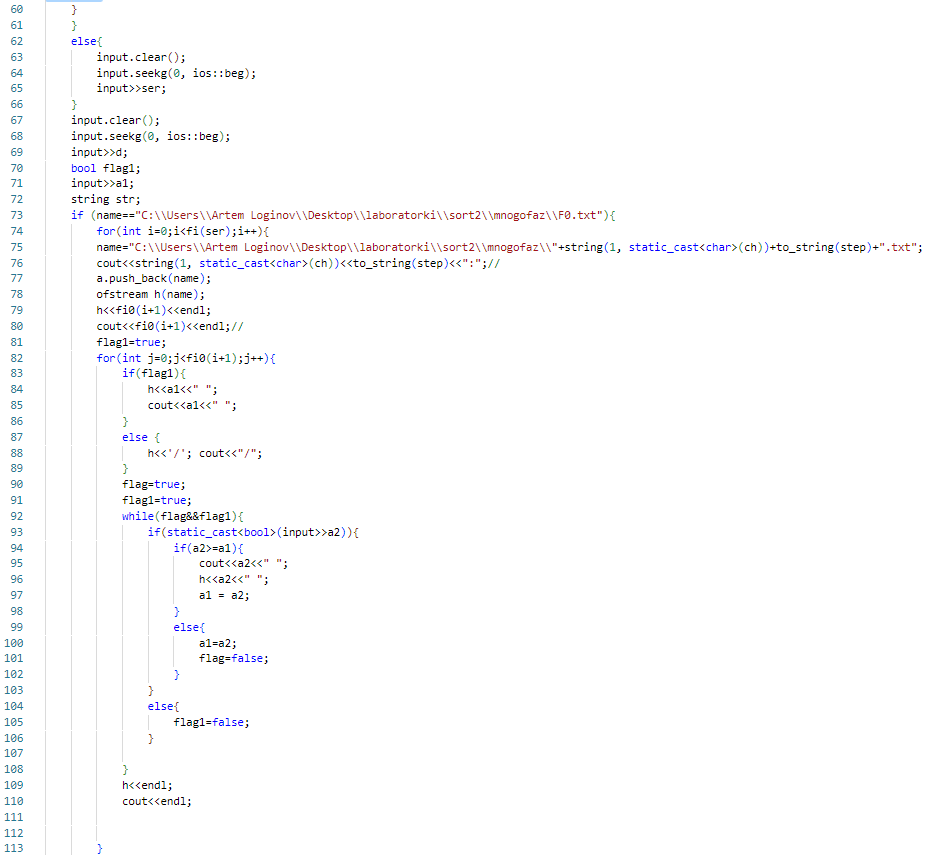 60 }
61 }
62 else{
63 input.clear();
64 input.seekg(0, ios::beg);
65 input>>ser;
66 }
67 input.clear();
68 input.seekg(0, ios::beg);
69 input>>d;
70 bool flag1;
71 input>>a1;
72 string str;
73 if (name=="C:\\Users\\Artem Loginov\\Desktop\\laboratorki\\sort2\\mnogofaz\\F0.txt"){
74 for(int i=0;i<fi(ser);i++){
75 name="C:\\Users\\Artem Loginov\\Desktop\\laboratorki\\sort2\\mnogofaz\\"+string(1, static_cast<char>(ch))+to_string(step)+".txt";
76 cout<<string(1, static_cast<char>(ch))<<to_string(step)<<":";//
77 a.push_back(name);
78 ofstream h(name);
79 h<<fi0(i+1)<<endl;
80 cout<<fi0(i+1)<<endl;//
81 flag1=true;
82 for(int j=0;j<fi0(i+1);j++){
83 if(flag1){
84 h<<a1<<" ";
85 cout<<a1<<" ";
86 }
87 else {
88 h<<'/'; cout<<"/";
89 }
90 flag=true;
91 flag1=true;
92 while(flag&&flag1){
93 if(static_cast<bool>(input>>a2)){
94 if(a2>=a1){
95 cout<<a2<<" ";
96 h<<a2<<" ";
97 a1 = a2;
98 }
99 else{
100 a1=a2;
101 flag=false;
102 }
103 }
104 else{
105 flag1=false;
106 }
107
108 }
109 h<<endl;
110 cout<<endl;
111
112
113 }